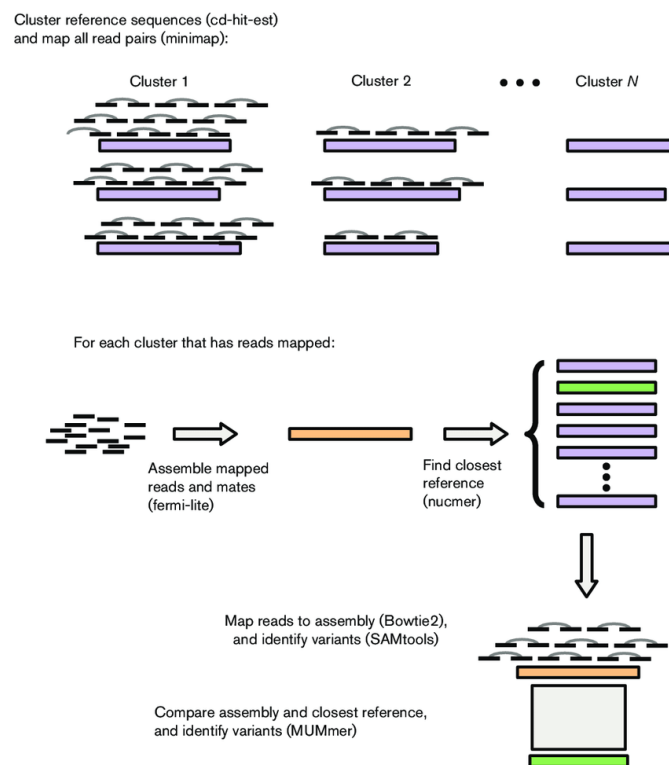 Cluster reference sequences (cd-hit-est)
and map all read pairs (minimap):
Cluster 1
Cluster 2
Cluster N
For each cluster that has reads mapped:
Assemble mapped
reads and mates
(fermi-lite)
Find closest
reference
(nucmer)
Map reads to assembly (Bowtie2),
and identify variants (SAMtools)
Compare assembly and closest reference,
and identify variants (MUMmer)